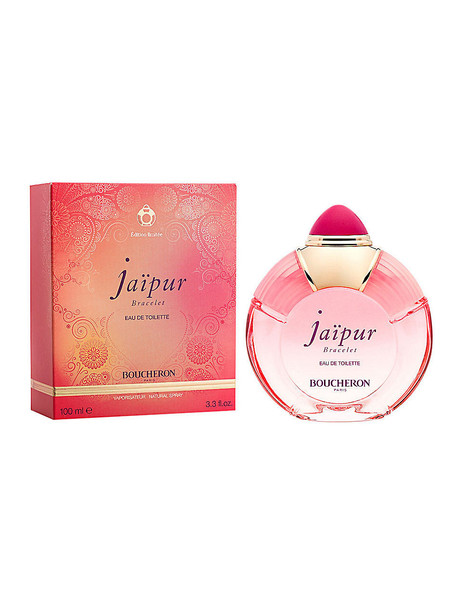 Édition limitée
Jaïpur
Bracelet
EAU DE TOILETTE
BOUCHERON
PARIS
100 ml ℮
VAPORISATEUR · NATURAL SPRAY
3.3 fl.oz.
Jaïpur
Bracelet
EAU DE TOILETTE
BOUCHERON
PARIS